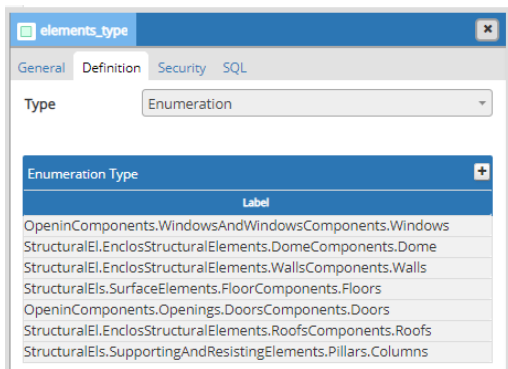 elements_type
General Definition Security SQL
Type Enumeration
Enumeration Type
Label
OpeninComponents.WindowsAndWindowsComponents.Windows
StructuralEl.EnclosStructuralElements.DomeComponents.Dome
StructuralEl.EnclosStructuralElements.WallsComponents.Walls
StructuralEls.SurfaceElements.FloorComponents.Floors
OpeninComponents.Openings.DoorsComponents.Doors
StructuralEl.EnclosStructuralElements.RoofsComponents.Roofs
StructuralEls.SupportingAndResistingElements.Pillars.Columns